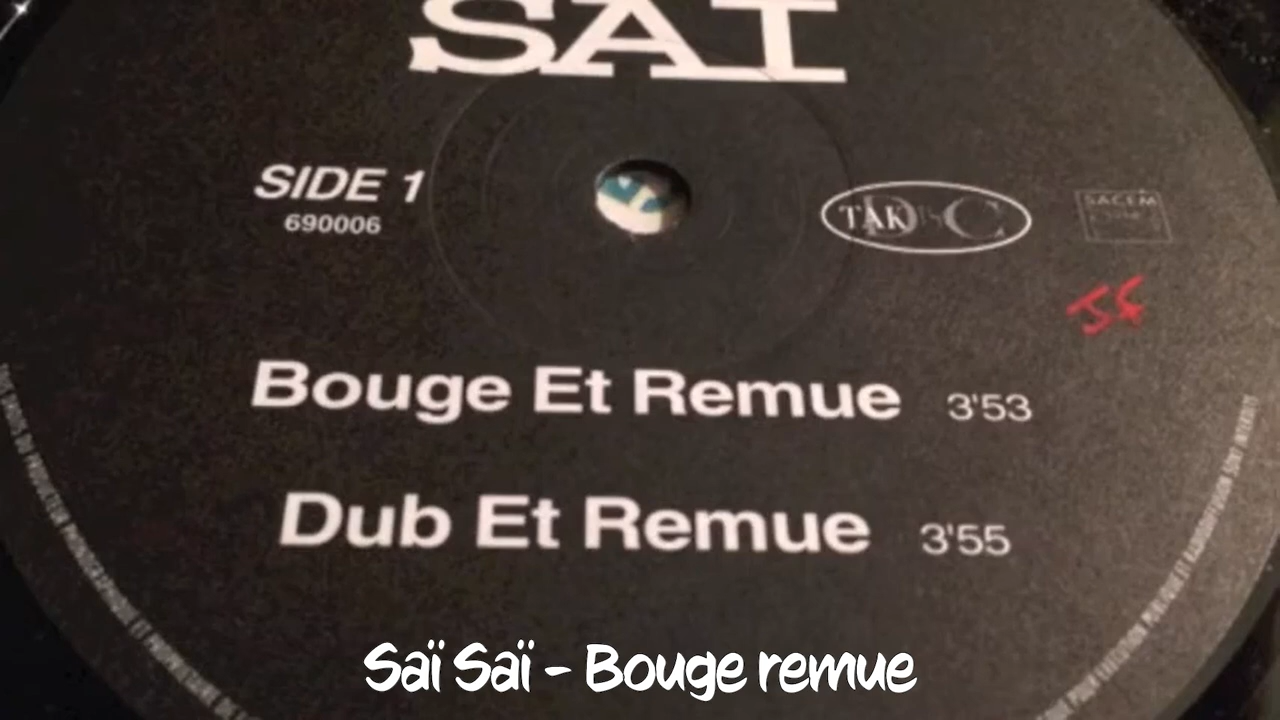 SAI
SIDE 1
690006
TAK
SACEM
Bouge Et Remue 3'53
Dub Et Remue 3'55
Saï Saï - Bouge remue